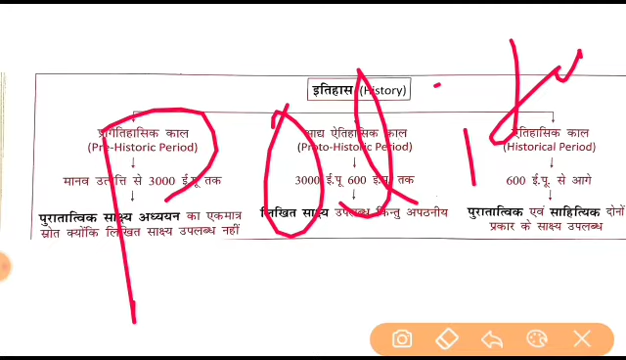 इतिहास (History)
प्रागैतिहासिक काल
(Pre-Historic Period)
मानव उत्पत्ति से 3000 ई.पू तक
पुरातात्विक साक्ष्य अध्ययन का एकमात्र
स्रोत क्योंकि लिखित साक्ष्य उपलब्ध नहीं
आद्य ऐतिहासिक काल
(Proto-Historic Period)
3000 ई.पू 600 ई.पू तक
लिखित साक्ष्य उपलब्ध किन्तु अपठनीय
ऐतिहासिक काल
(Historical Period)
600 ई.पू. से आगे
पुरातात्विक एवं साहित्यिक दोनों
प्रकार के साक्ष्य उपलब्ध